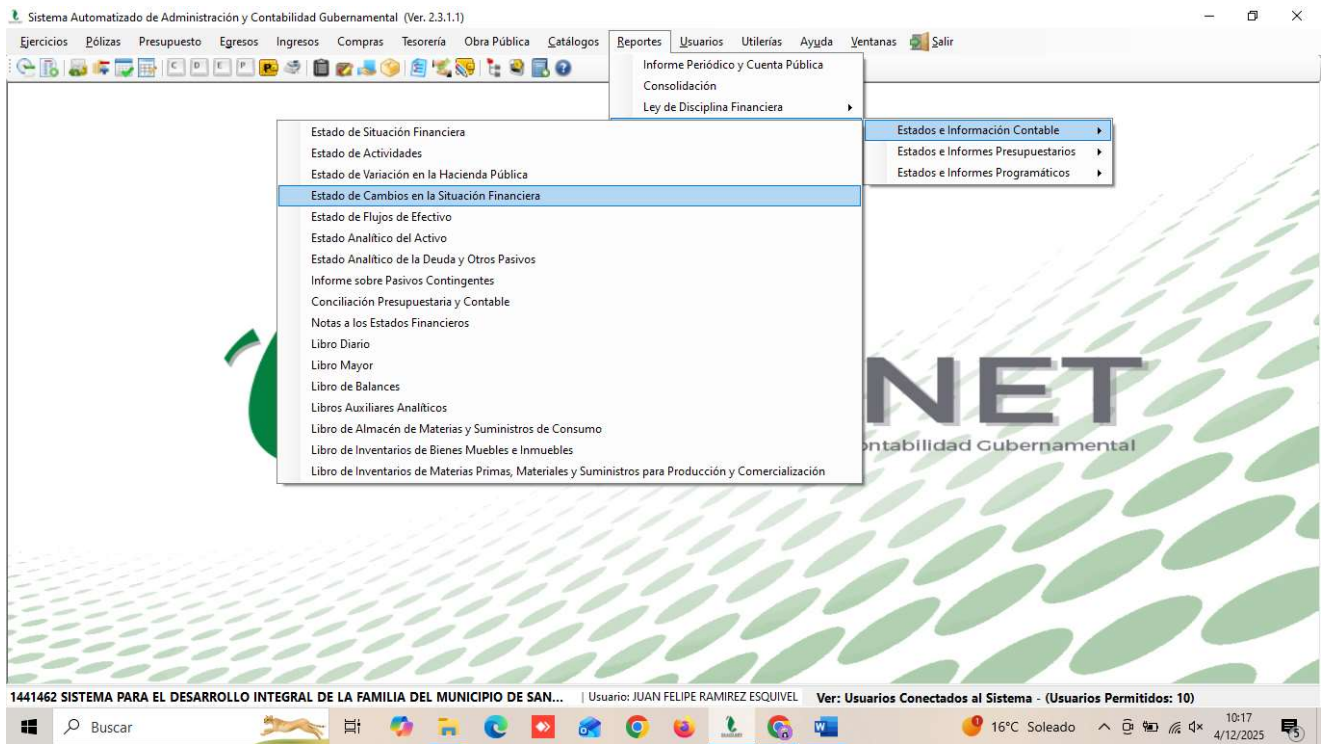 Sistema Automatizado de Administración y Contabilidad Gubernamental (Ver. 2.3.1.1)
Ejercicios Pólizas Presupuesto Egresos Ingresos Compras Tesorería Obra Pública Catálogos Reportes Usuarios Utilerías Ayuda Ventanas Salir
C D E P
Informe Periódico y Cuenta Pública
Consolidación
Ley de Disciplina Financiera
Estados e Información Contable
Estados e Informes Presupuestarios
Estados e Informes Programáticos
Estado de Situación Financiera
Estado de Actividades
Estado de Variación en la Hacienda Pública
Estado de Cambios en la Situación Financiera
Estado de Flujos de Efectivo
Estado Analítico del Activo
Estado Analítico de la Deuda y Otros Pasivos
Informe sobre Pasivos Contingentes
Conciliación Presupuestaria y Contable
Notas a los Estados Financieros
Libro Diario
Libro Mayor
Libro de Balances
Libros Auxiliares Analíticos
Libro de Almacén de Materias y Suministros de Consumo
Libro de Inventarios de Bienes Muebles e Inmuebles
Libro de Inventarios de Materias Primas, Materiales y Suministros para Producción y Comercialización
NET
ontabilidad Gubernamental
1441462 SISTEMA PARA EL DESARROLLO INTEGRAL DE LA FAMILIA DEL MUNICIPIO DE SAN... | Usuario: JUAN FELIPE RAMIREZ ESQUIVEL Ver: Usuarios Conectados al Sistema - (Usuarios Permitidos: 10)
Buscar
16°C Soleado
10:17
4/12/2025
5